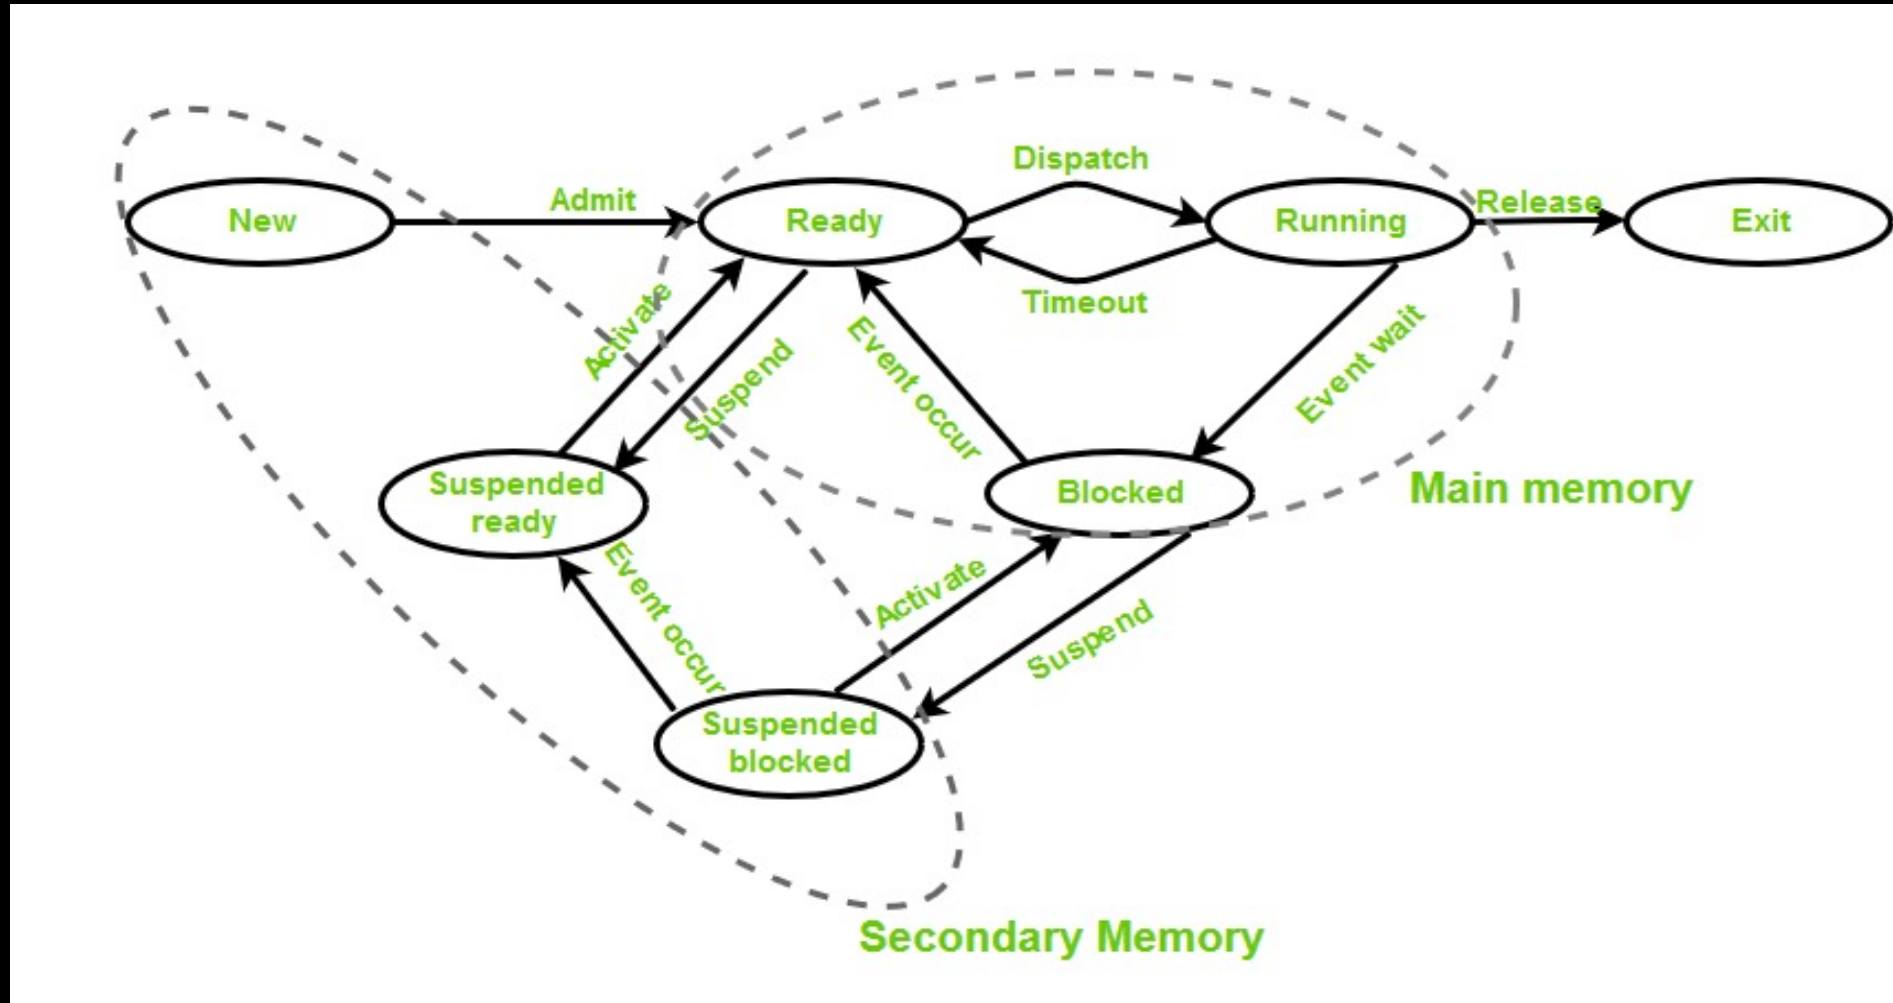 Dispatch
Admit
Release
New
Ready
Running
Exit
Timeout
Activate
Suspend
Event occur
Event wait
Suspended
ready
Blocked
Main memory
Event occur
Activate
Suspend
Suspended
blocked
Secondary Memory